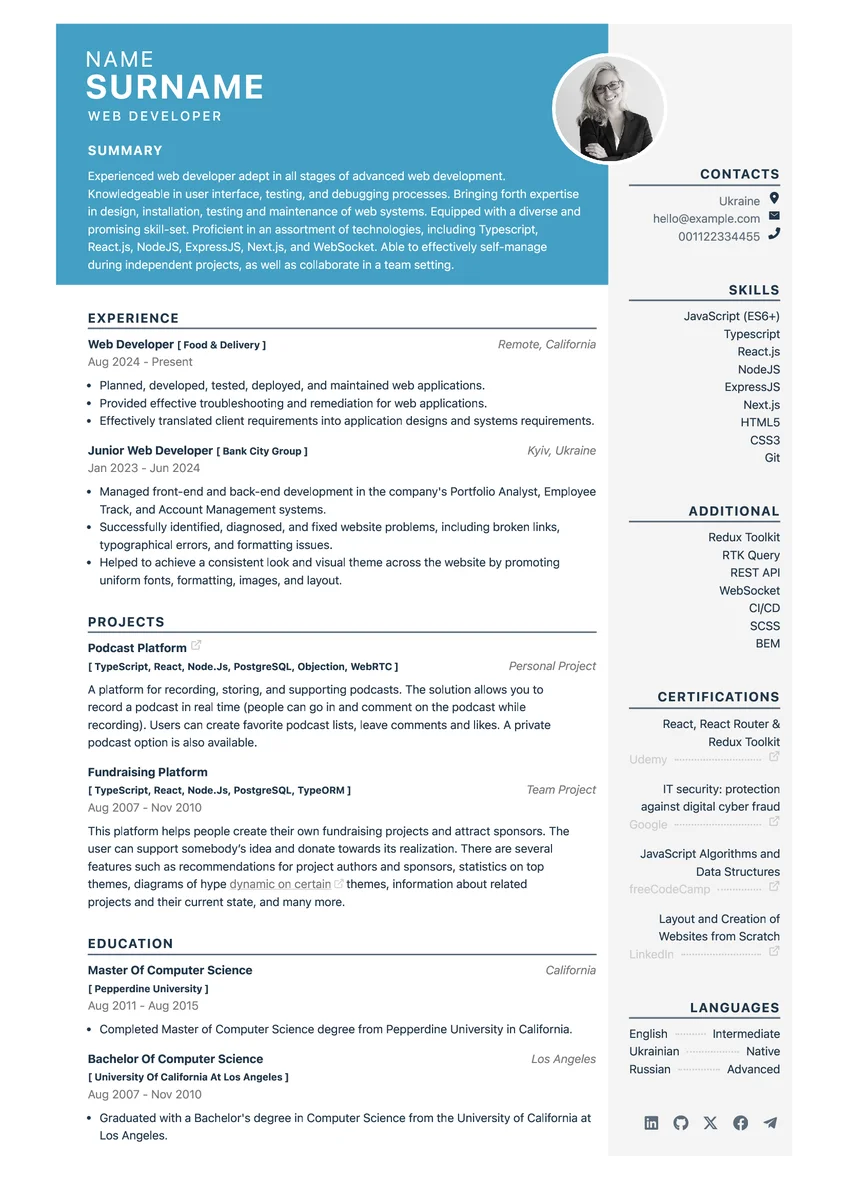 NAME
SURNAME
WEB DEVELOPER
SUMMARY
Experienced web developer adept in all stages of advanced web development.
Knowledgeable in user interface, testing, and debugging processes. Bringing forth expertise
in design, installation, testing and maintenance of web systems. Equipped with a diverse and
promising skill-set. Proficient in an assortment of technologies, including Typescript,
React.js, NodeJS, ExpressJS, Next.js, and WebSocket. Able to effectively self-manage
during independent projects, as well as collaborate in a team setting.
EXPERIENCE
Web Developer [ Food & Delivery ] Remote, California
Aug 2024 - Present
• Planned, developed, tested, deployed, and maintained web applications.
• Provided effective troubleshooting and remediation for web applications.
• Effectively translated client requirements into application designs and systems requirements.
Junior Web Developer [ Bank City Group ] Kyiv, Ukraine
Jan 2023 - Jun 2024
• Managed front-end and back-end development in the company's Portfolio Analyst, Employee
Track, and Account Management systems.
• Successfully identified, diagnosed, and fixed website problems, including broken links,
typographical errors, and formatting issues.
• Helped to achieve a consistent look and visual theme across the website by promoting
uniform fonts, formatting, images, and layout.
PROJECTS
Podcast Platform
[ TypeScript, React, Node.Js, PostgreSQL, Objection, WebRTC ] Personal Project
A platform for recording, storing, and supporting podcasts. The solution allows you to
record a podcast in real time (people can go in and comment on the podcast while
recording). Users can create favorite podcast lists, leave comments and likes. A private
podcast option is also available.
Fundraising Platform
[ TypeScript, React, Node.Js, PostgreSQL, TypeORM ] Team Project
Aug 2007 - Nov 2010
This platform helps people create their own fundraising projects and attract sponsors. The
user can support somebody's idea and donate towards its realization. There are several
features such as recommendations for project authors and sponsors, statistics on top
themes, diagrams of hype dynamic on certain themes, information about related
projects and their current state, and many more.
EDUCATION
Master Of Computer Science California
[ Pepperdine University ]
Aug 2011 - Aug 2015
• Completed Master of Computer Science degree from Pepperdine University in California.
Bachelor Of Computer Science Los Angeles
[ University Of California At Los Angeles ]
Aug 2007 - Nov 2010
• Graduated with a Bachelor's degree in Computer Science from the University of California at
Los Angeles.
CONTACTS
Ukraine
hello@example.com
001122334455
SKILLS
JavaScript (ES6+)
Typescript
React.js
NodeJS
ExpressJS
Next.js
HTML5
CSS3
Git
ADDITIONAL
Redux Toolkit
RTK Query
REST API
WebSocket
CI/CD
SCSS
BEM
CERTIFICATIONS
React, React Router &
Redux Toolkit
Udemy
IT security: protection
against digital cyber fraud
Google
JavaScript Algorithms and
Data Structures
freeCodeCamp
Layout and Creation of
Websites from Scratch
LinkedIn
LANGUAGES
English Intermediate
Ukrainian Native
Russian Advanced